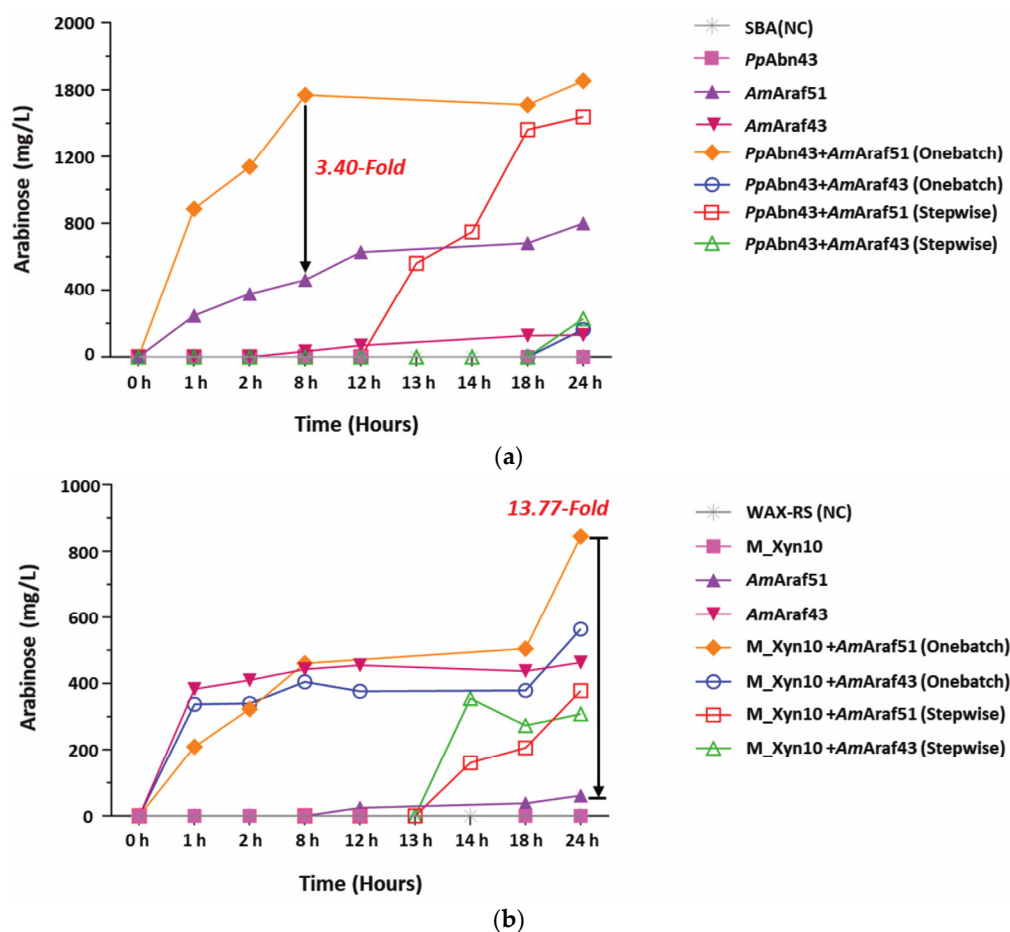 2000
1800
1200
800
400
0
Arabinose (mg/L)
3.40-Fold
0 h 1 h 2 h 8 h 12 h 13 h 14 h 18 h 24 h
Time (Hours)
SBA(NC)
PpAbn43
AmAraf51
AmAraf43
PpAbn43+AmAraf51 (Onebatch)
PpAbn43+AmAraf43 (Onebatch)
PpAbn43+AmAraf51 (Stepwise)
PpAbn43+AmAraf43 (Stepwise)
(a)
1000
800
600
400
200
0
Arabinose (mg/L)
13.77-Fold
0 h 1 h 2 h 8 h 12 h 13 h 14 h 18 h 24 h
Time (Hours)
WAX-RS (NC)
M_Xyn10
AmAraf51
AmAraf43
M_Xyn10 +AmAraf51 (Onebatch)
M_Xyn10 +AmAraf43 (Onebatch)
M_Xyn10 +AmAraf51 (Stepwise)
M_Xyn10 +AmAraf43 (Stepwise)
(b)